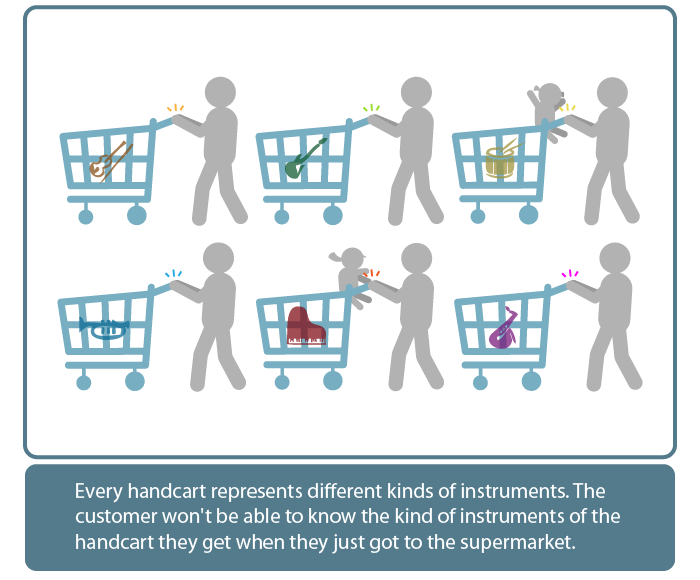 Every handcart represents different kinds of instruments. The
customer won't be able to know the kind of instruments of the
handcart they get when they just got to the supermarket.